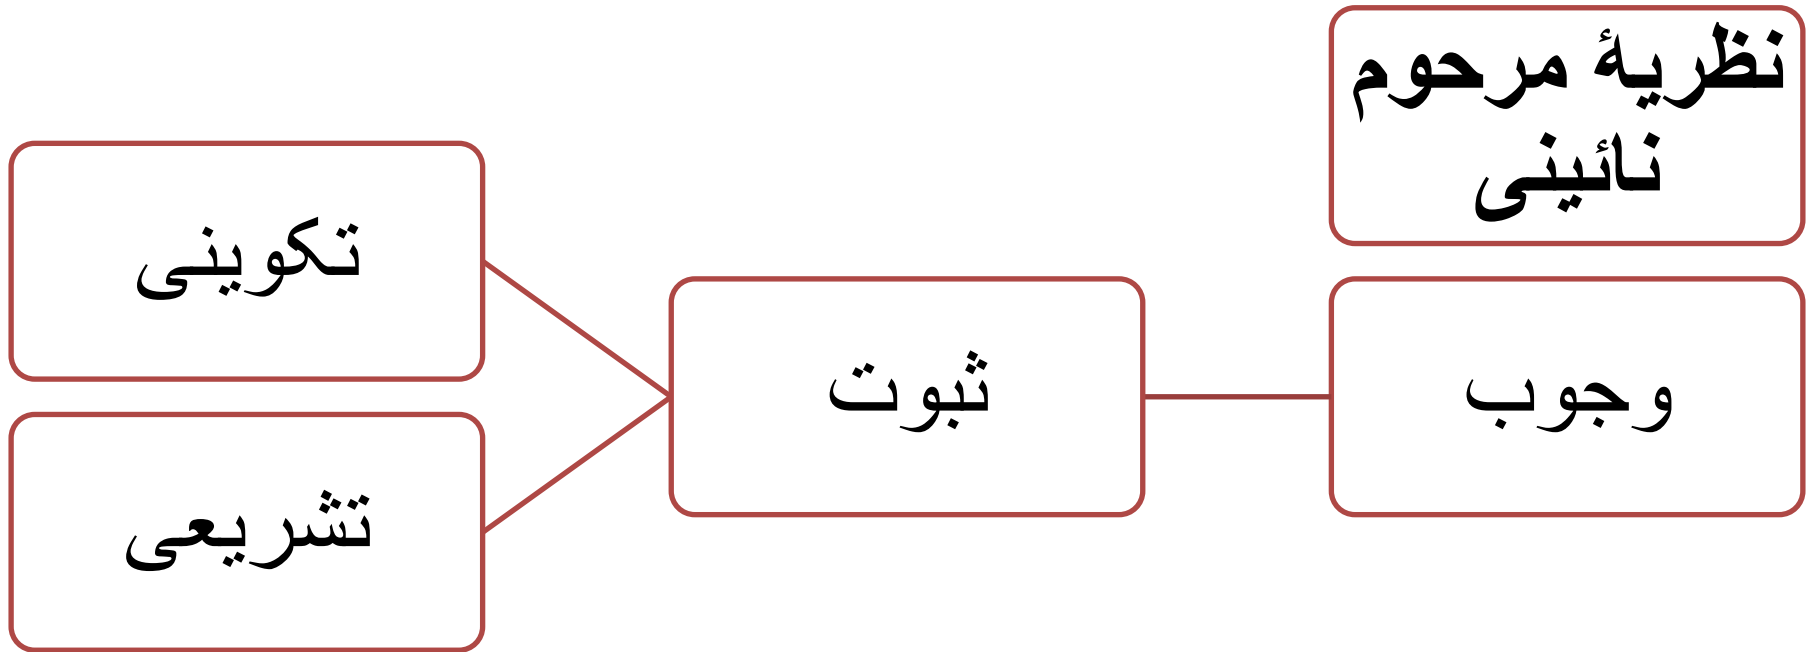 نظریهٔ مرحوم
نائینی
وجوب
ثبوت
تکوینی
تشریعی